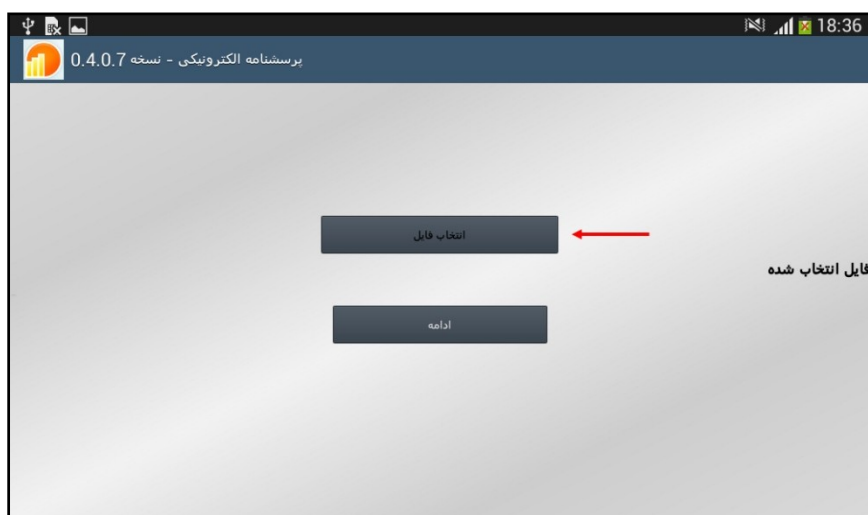 18:36
پرسشنامه الکترونیکی - نسخه 0.4.0.7
انتخاب فایل
فایل انتخاب شده
ادامه